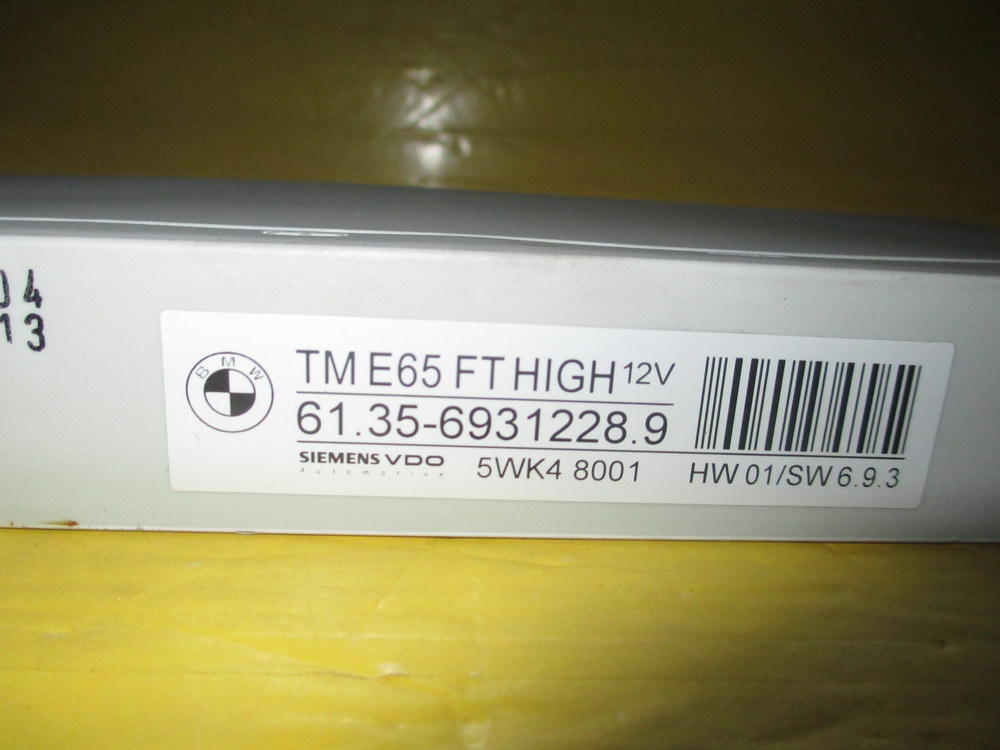 04
13
BMW
TM E65 FT HIGH 12V
61.35-6931228.9
SIEMENS VDO
Automotive
5WK4 8001
HW 01/SW 6.9.3